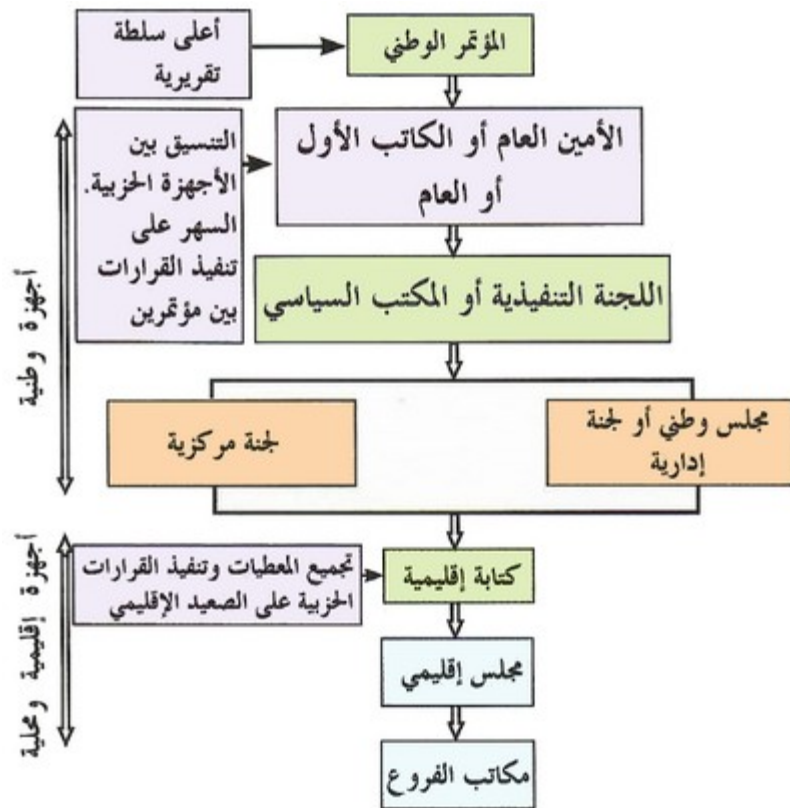 المؤتمر الوطني
أعلى سلطة
تقريرية
الأمين العام أو الكاتب الأول
أو العام
التنسيق بين
الأجهزة الحزبية.
السهر على
تنفيذ القرارات
بين مؤتمرين
اللجنة التنفيذية أو المكتب السياسي
مجلس وطني أو لجنة
إدارية
لجنة مركزية
أجهزة وطنية
كتابة إقليمية
تجميع المعطيات وتنفيذ القرارات
الحزبية على الصعيد الإقليمي
مجلس إقليمي
مكاتب الفروع
أجهزة إقليمية ومحلية